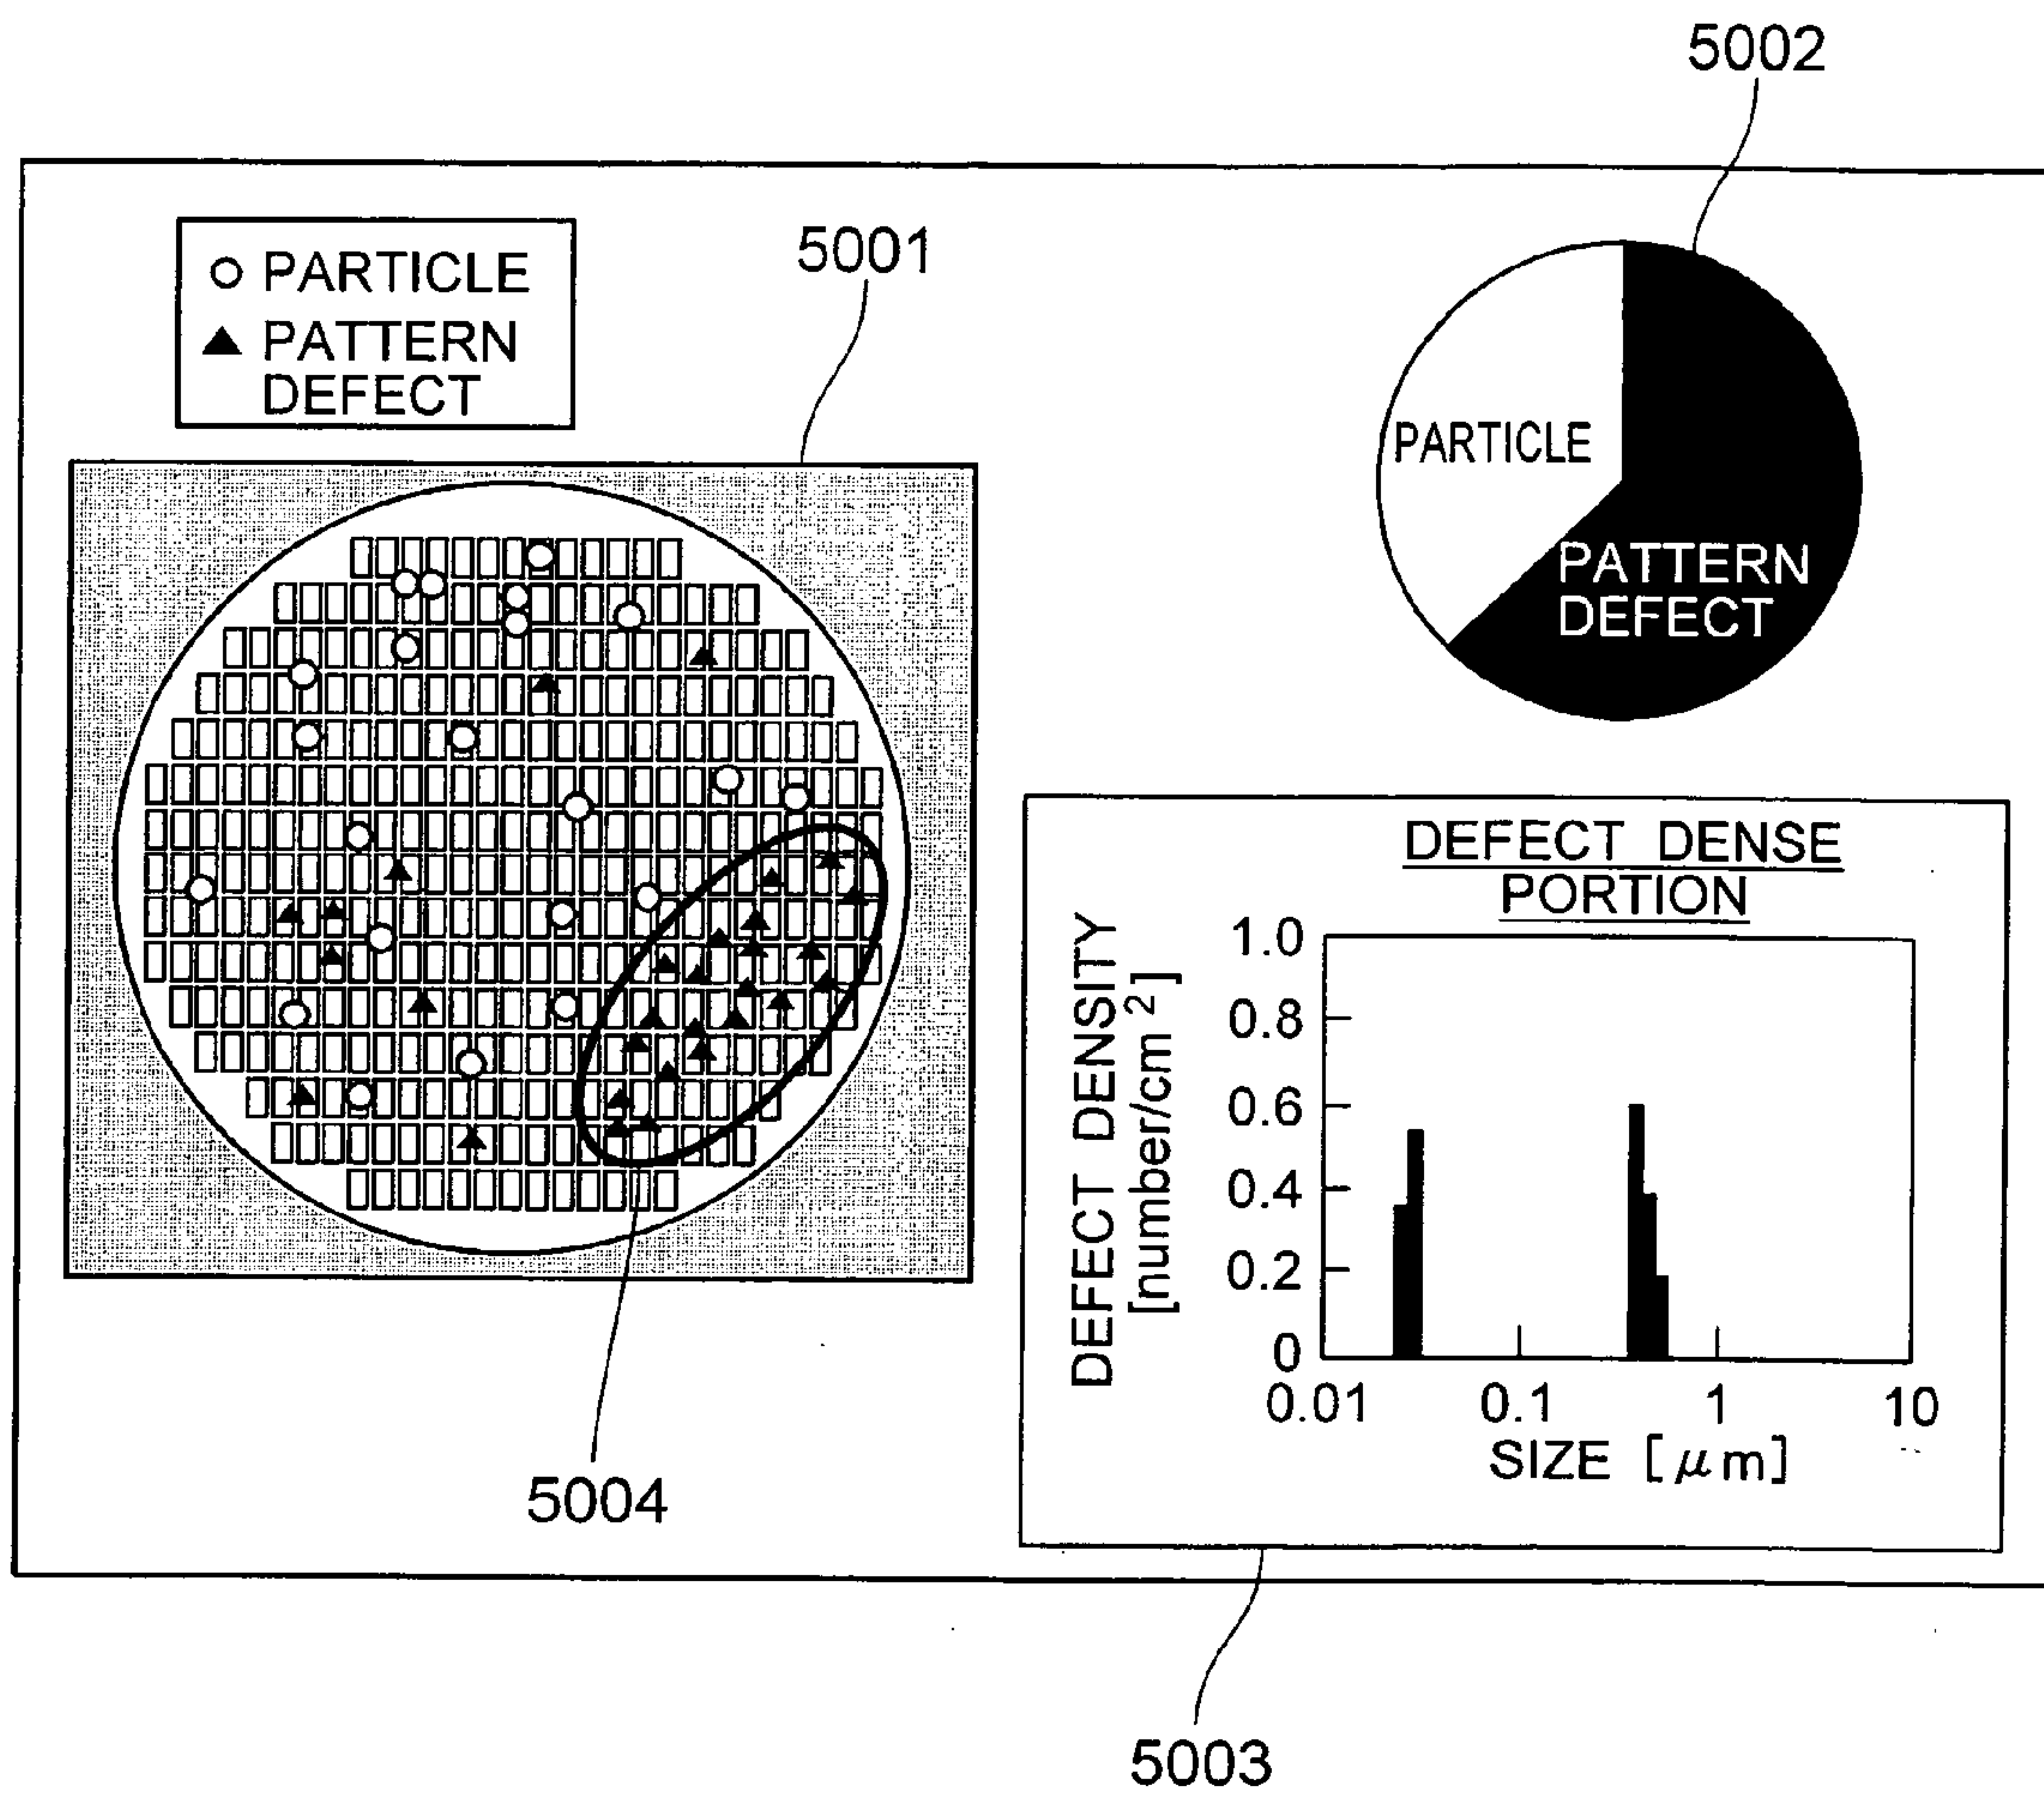 5002
5001
○ PARTICLE
▲ PATTERN
DEFECT
PARTICLE
PATTERN
DEFECT
DEFECT DENSE
PORTION
DEFECT DENSITY
[number/cm²]
1.0
0.8
0.6
0.4
0.2
0
0.01 0.1 1 10
SIZE [μm]
5004
5003